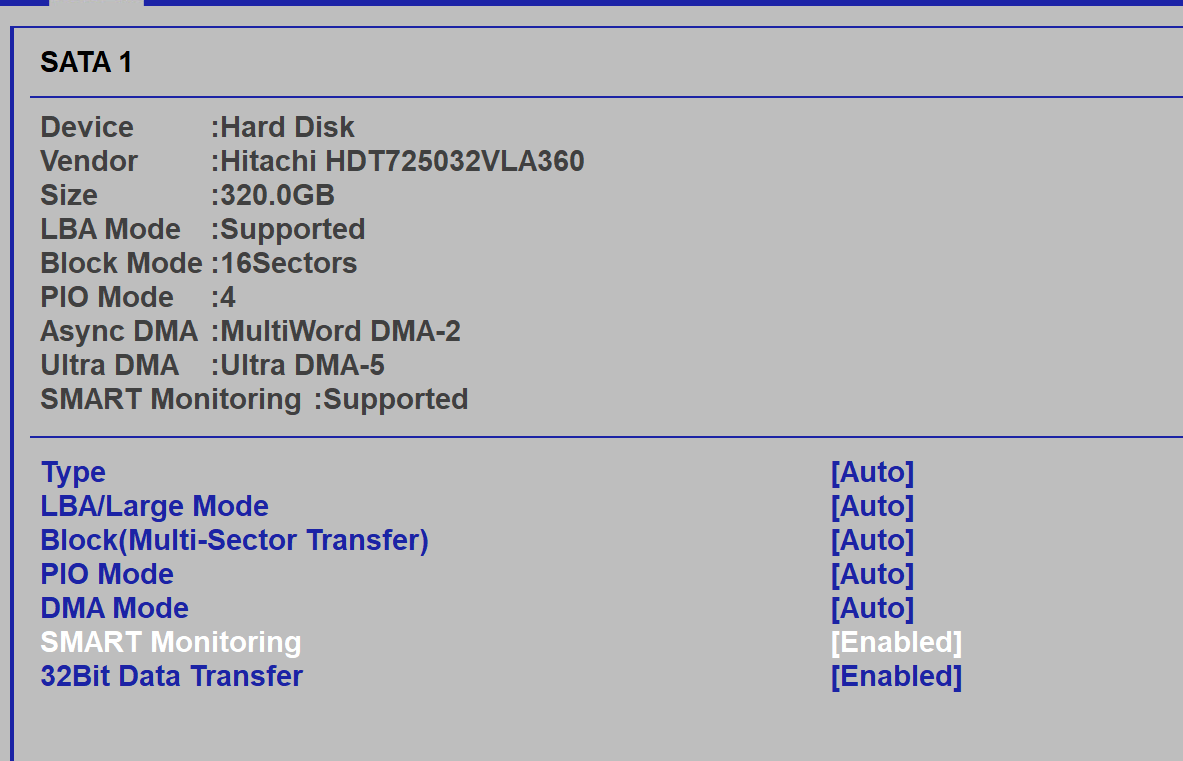 SATA 1
Device :Hard Disk
Vendor :Hitachi HDT725032VLA360
Size :320.0GB
LBA Mode :Supported
Block Mode :16Sectors
PIO Mode :4
Async DMA :MultiWord DMA-2
Ultra DMA :Ultra DMA-5
SMART Monitoring :Supported
Type [Auto]
LBA/Large Mode [Auto]
Block(Multi-Sector Transfer) [Auto]
PIO Mode [Auto]
DMA Mode [Auto]
SMART Monitoring [Enabled]
32Bit Data Transfer [Enabled]